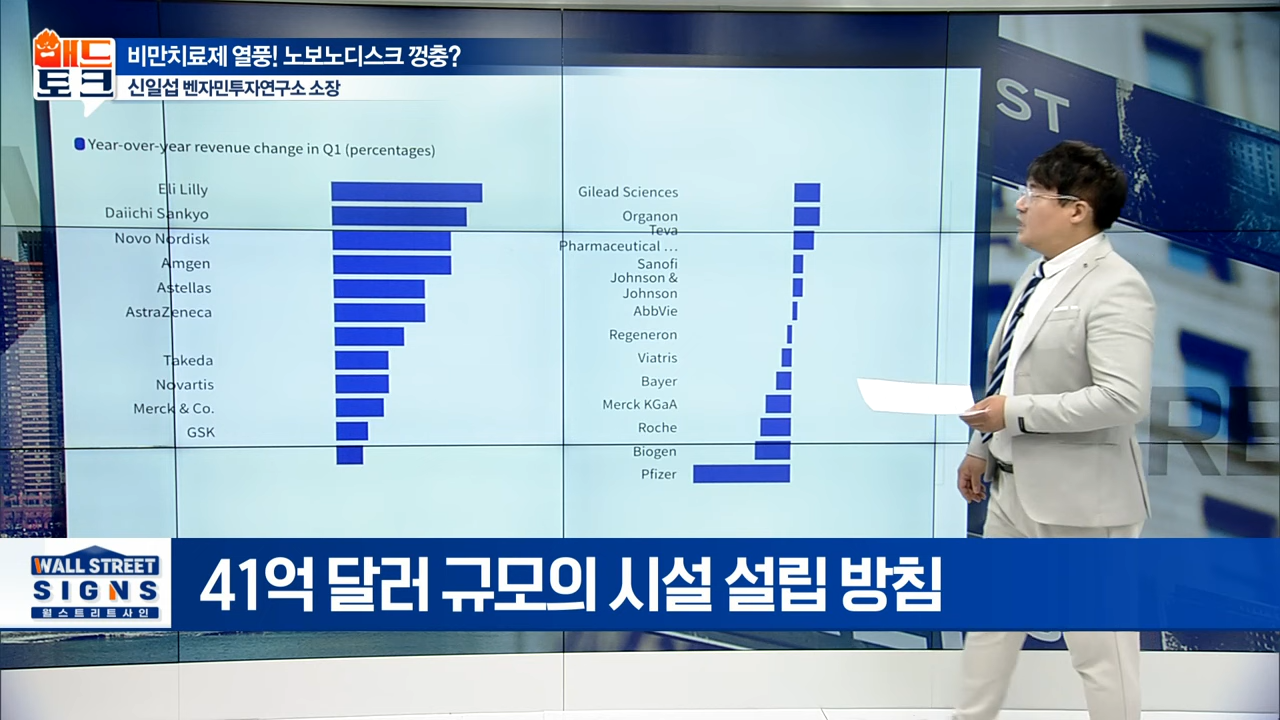 매드
토크
비만치료제 열풍! 노보노디스크 껑충?
신일섭 벤자민투자연구소 소장
ST
Year-over-year revenue change in Q1 (percentages)
Eli Lilly
Daiichi Sankyo
Novo Nordisk
Amgen
Astellas
AstraZeneca
Takeda
Novartis
Merck & Co.
GSK
Gilead Sciences
Organon
Teva
Pharmaceutical …
Sanofi
Johnson &
Johnson
AbbVie
Regeneron
Viatris
Bayer
Merck KGaA
Roche
Biogen
Pfizer
RE
WALL STREET
SIGNS
월스트리트사인
41억 달러 규모의 시설 설립 방침